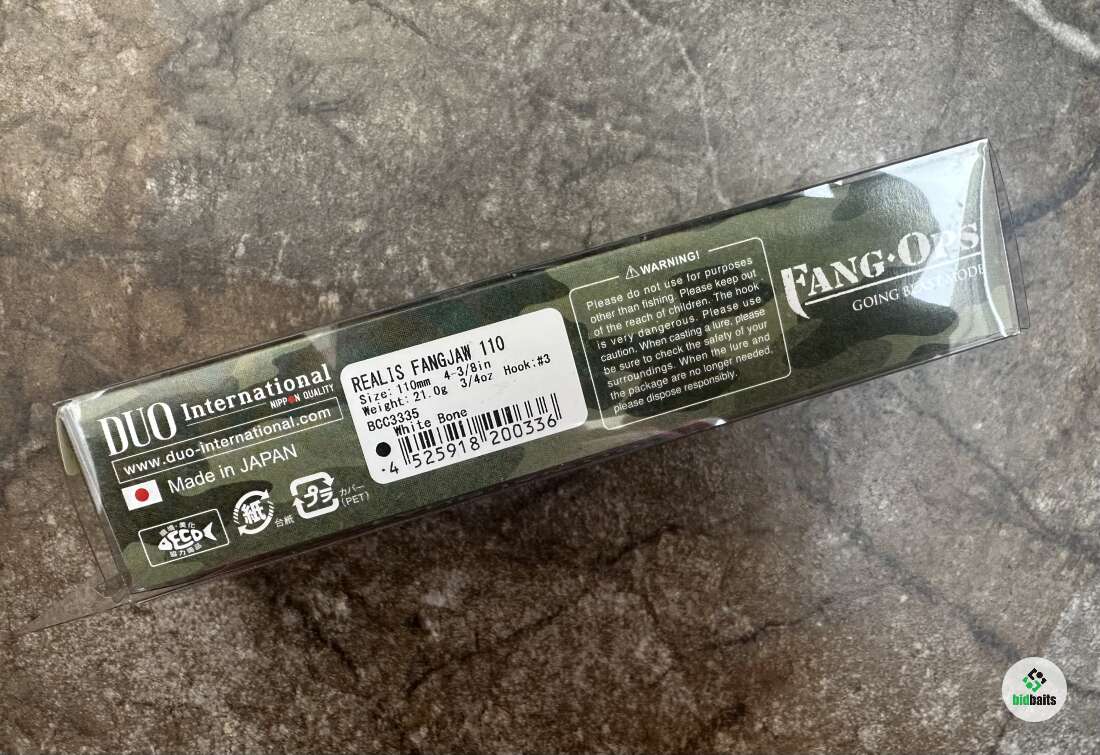 DUO International
NIPPON QUALITY
www.duo-international.com
Made in JAPAN
ECO
紙
台紙
プラ
カバー
(PET)
REALIS FANGJAW 110
Size: 110mm 4-3/8in
Weight: 21.0g 3/4oz Hook:#3
BCC3335
White Bone
4 525918 200336
WARNING!
Please do not use for purposes
other than fishing. Please keep out
of the reach of children. The hook
is very dangerous. Please use
caution. When casting a lure, please
be sure to check the safety of your
surroundings. When the lure and
the package are no longer needed,
please dispose responsibly.
FANG·OPS
GOING BEAST MODE
bidbaits